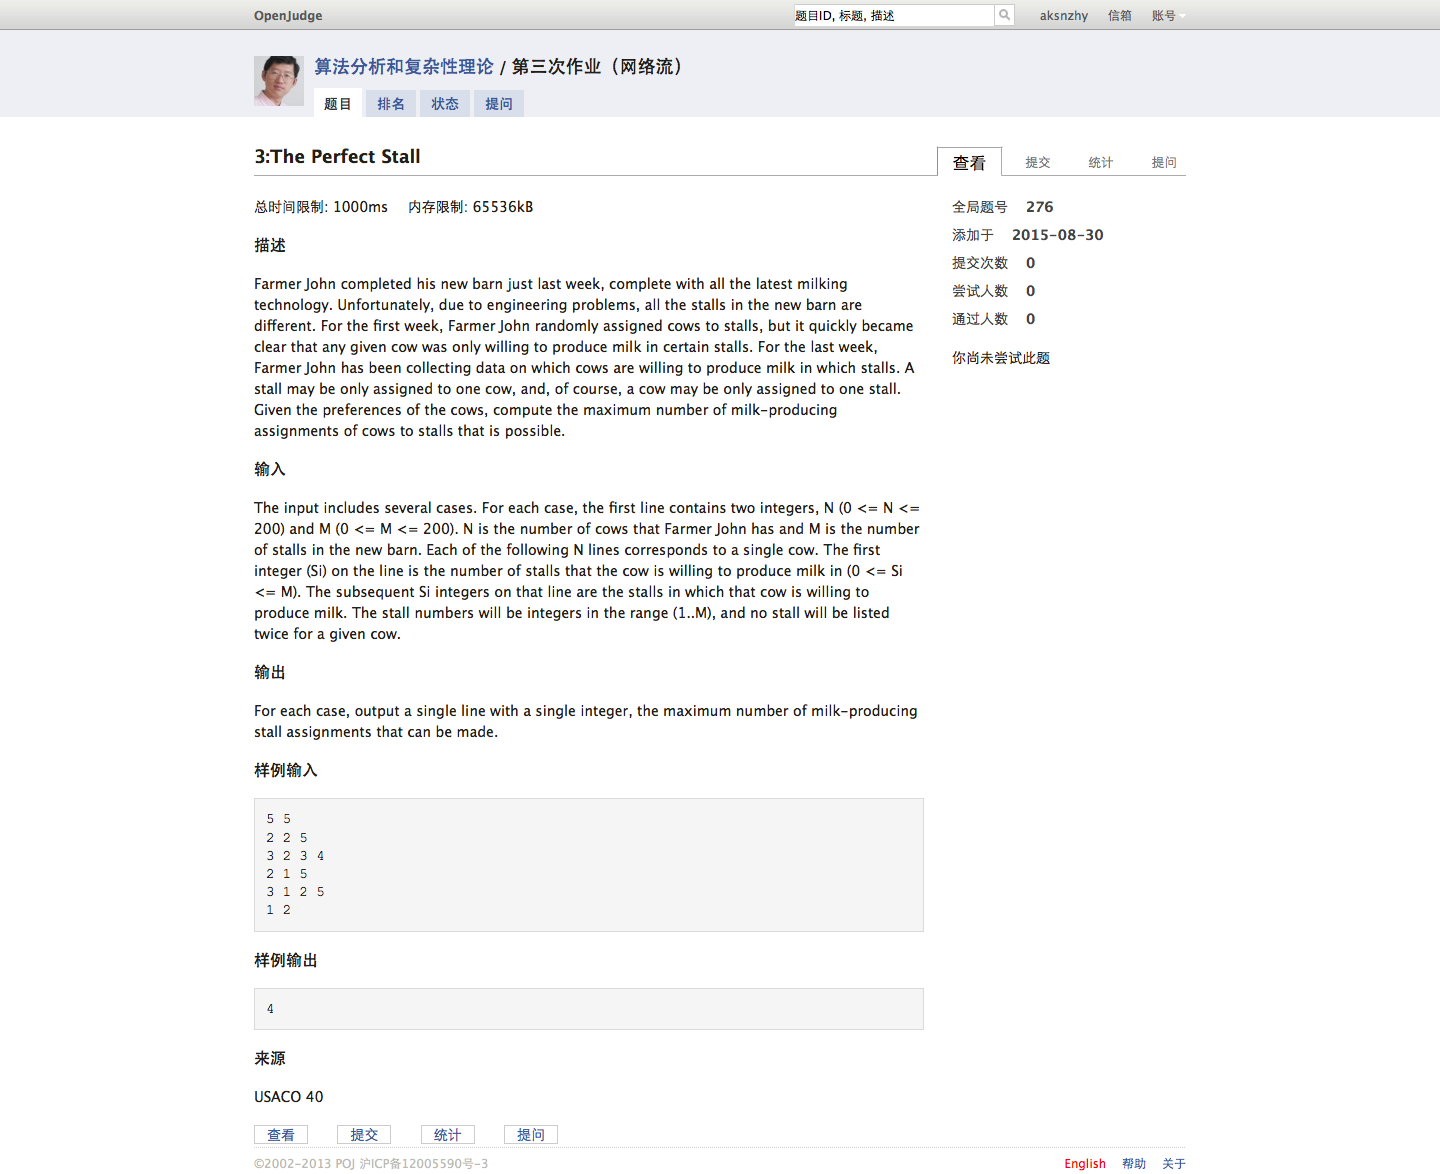 OpenJudge
题目ID, 标题, 描述
aksnzhy 信箱 账号
算法分析和复杂性理论 / 第三次作业（网络流）
题目 排名 状态 提问
3:The Perfect Stall
查看 提交 统计 提问
总时间限制: 1000ms 内存限制: 65536kB
描述
Farmer John completed his new barn just last week, complete with all the latest milking
technology. Unfortunately, due to engineering problems, all the stalls in the new barn are
different. For the first week, Farmer John randomly assigned cows to stalls, but it quickly became
clear that any given cow was only willing to produce milk in certain stalls. For the last week,
Farmer John has been collecting data on which cows are willing to produce milk in which stalls. A
stall may be only assigned to one cow, and, of course, a cow may be only assigned to one stall.
Given the preferences of the cows, compute the maximum number of milk-producing
assignments of cows to stalls that is possible.
输入
The input includes several cases. For each case, the first line contains two integers, N (0 <= N <=
200) and M (0 <= M <= 200). N is the number of cows that Farmer John has and M is the number
of stalls in the new barn. Each of the following N lines corresponds to a single cow. The first
integer (Si) on the line is the number of stalls that the cow is willing to produce milk in (0 <= Si
<= M). The subsequent Si integers on that line are the stalls in which that cow is willing to
produce milk. The stall numbers will be integers in the range (1..M), and no stall will be listed
twice for a given cow.
输出
For each case, output a single line with a single integer, the maximum number of milk-producing
stall assignments that can be made.
样例输入
5 5
2 2 5
3 2 3 4
2 1 5
3 1 2 5
1 2
样例输出
4
来源
USACO 40
查看 提交 统计 提问
全局题号 276
添加于 2015-08-30
提交次数 0
尝试人数 0
通过人数 0
你尚未尝试此题
©2002-2013 POJ 沪ICP备12005590号-3
English 帮助 关于